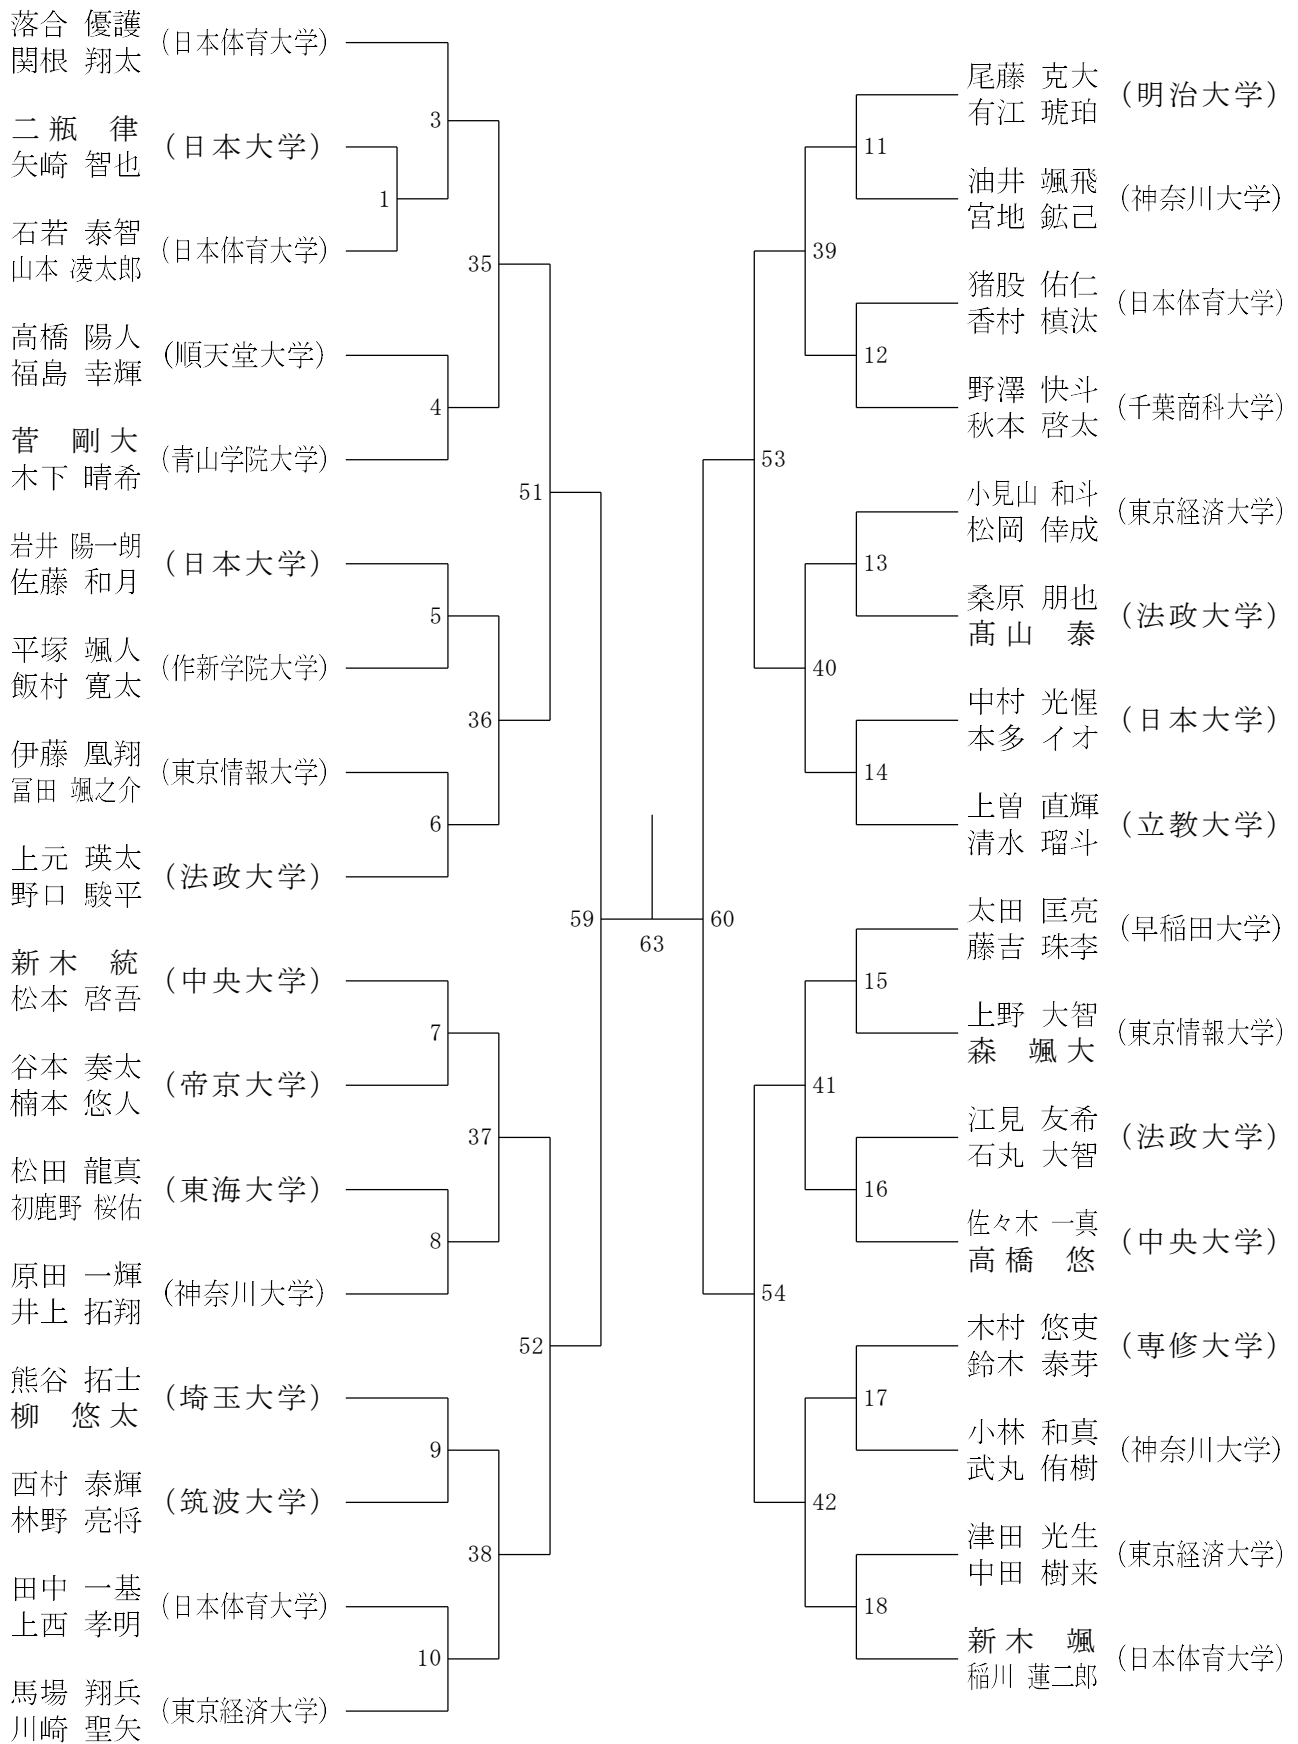 落合 優護
関根 翔太
(日本体育大学)
二瓶 律
矢崎 智也
(日本大学)
石若 泰智
山本 凌太郎
(日本体育大学)
高橋 陽人
福島 幸輝
(順天堂大学)
菅 剛大
木下 晴希
(青山学院大学)
岩井 陽一朗
佐藤 和月
(日本大学)
平塚 颯人
飯村 寛太
(作新学院大学)
伊藤 凰翔
冨田 颯之介
(東京情報大学)
上元 瑛太
野口 駿平
(法政大学)
新木 統
松本 啓吾
(中央大学)
谷本 奏太
楠本 悠人
(帝京大学)
松田 龍真
初鹿野 桜佑
(東海大学)
原田 一輝
井上 拓翔
(神奈川大学)
熊谷 拓士
柳 悠太
(埼玉大学)
西村 泰輝
林野 亮将
(筑波大学)
田中 一基
上西 孝明
(日本体育大学)
馬場 翔兵
川崎 聖矢
(東京経済大学)
1
3
4
5
6
7
8
9
10
35
36
37
38
51
52
59
63
60
53
54
39
40
41
42
11
12
13
14
15
16
17
18
尾藤 克大
有江 琥珀
(明治大学)
油井 颯飛
宮地 鉱己
(神奈川大学)
猪股 佑仁
香村 槙汰
(日本体育大学)
野澤 快斗
秋本 啓太
(千葉商科大学)
小見山 和斗
松岡 倖成
(東京経済大学)
桑原 朋也
髙山 泰
(法政大学)
中村 光惺
本多 イオ
(日本大学)
上曽 直輝
清水 瑠斗
(立教大学)
太田 匡亮
藤吉 珠李
(早稲田大学)
上野 大智
森 颯大
(東京情報大学)
江見 友希
石丸 大智
(法政大学)
佐々木 一真
高橋 悠
(中央大学)
木村 悠吏
鈴木 泰芽
(専修大学)
小林 和真
武丸 侑樹
(神奈川大学)
津田 光生
中田 樹来
(東京経済大学)
新木 颯
稲川 蓮二郎
(日本体育大学)